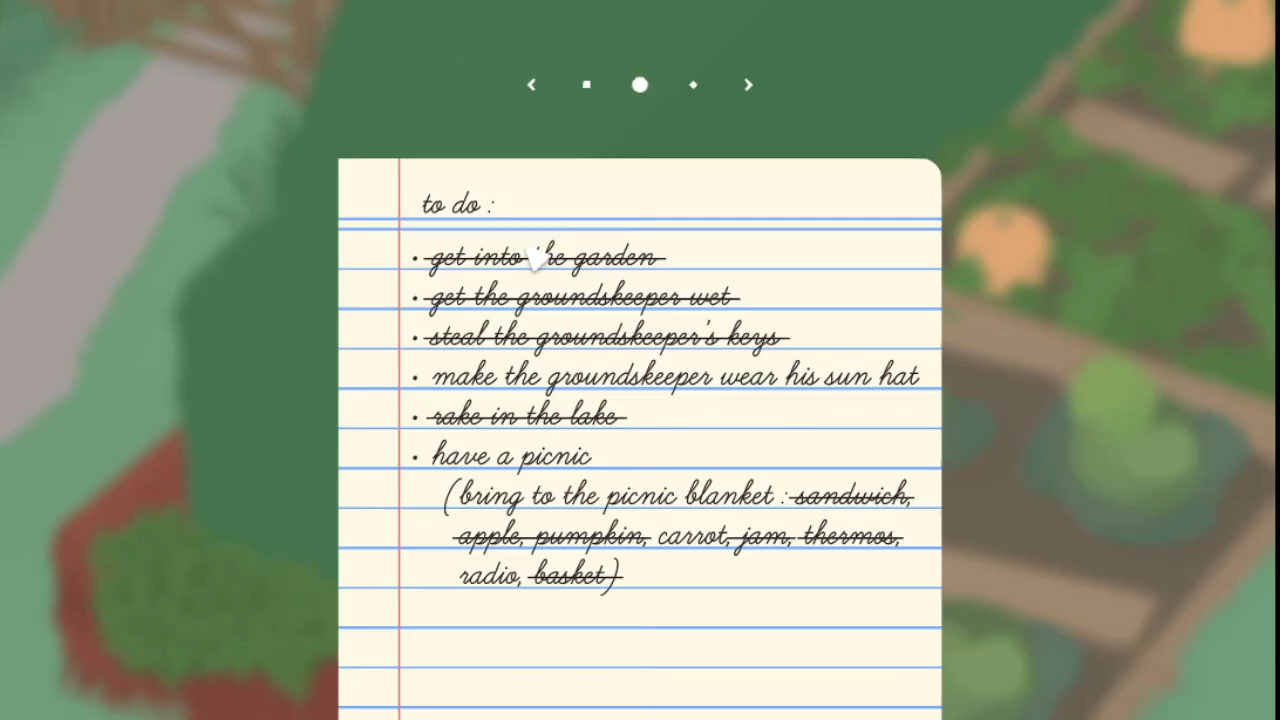 to do :
• get into the garden
• get the groundskeeper wet
• steal the groundskeeper's keys
• make the groundskeeper wear his sun hat
• rake in the lake
• have a picnic
(bring to the picnic blanket : sandwich,
apple, pumpkin, carrot, jam, thermos,
radio, basket)